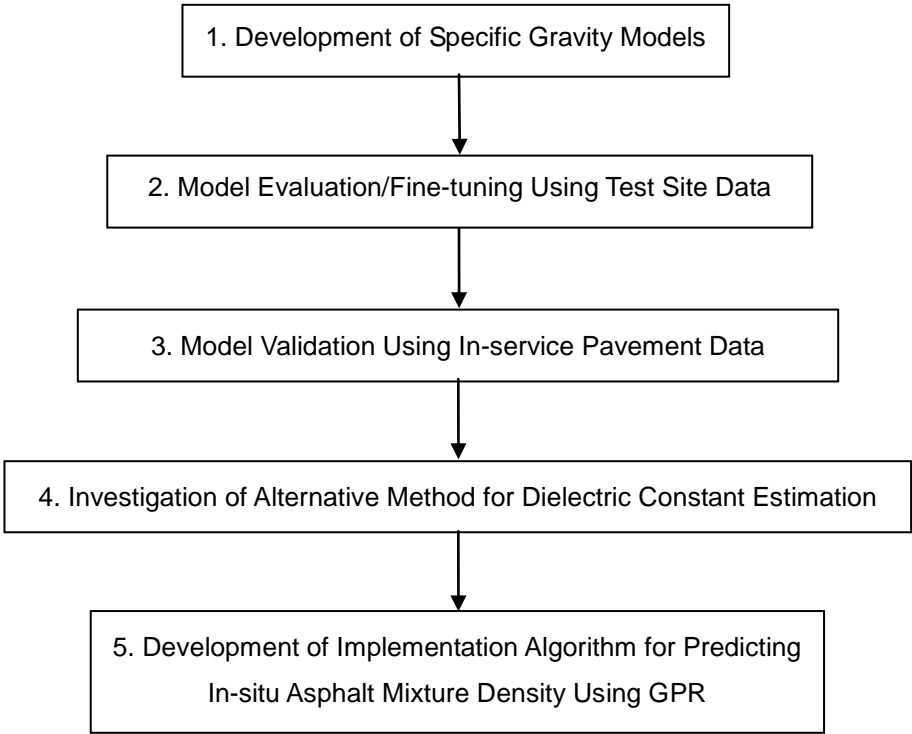 1. Development of Specific Gravity Models
2. Model Evaluation/Fine-tuning Using Test Site Data
3. Model Validation Using In-service Pavement Data
4. Investigation of Alternative Method for Dielectric Constant Estimation
5. Development of Implementation Algorithm for Predicting
In-situ Asphalt Mixture Density Using GPR